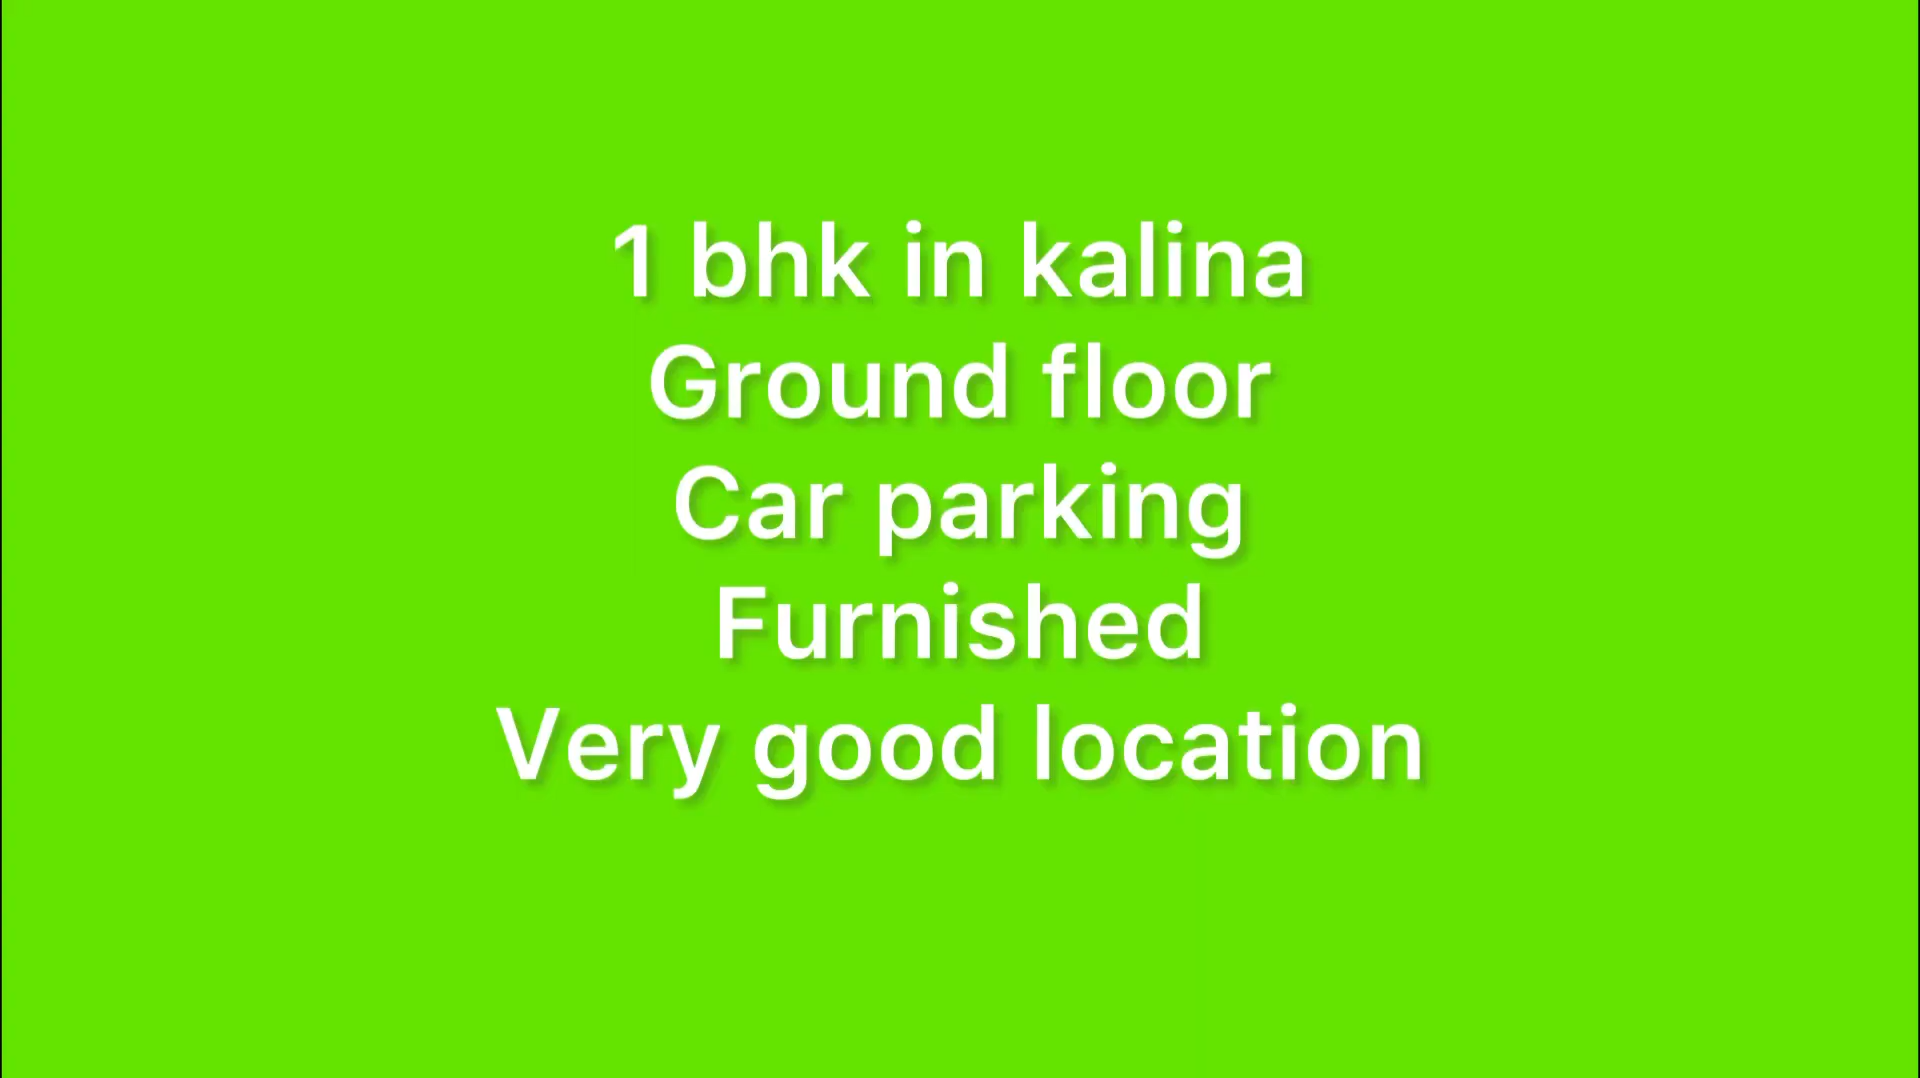 1 bhk in kalina
Ground floor
Car parking
Furnished
Very good location